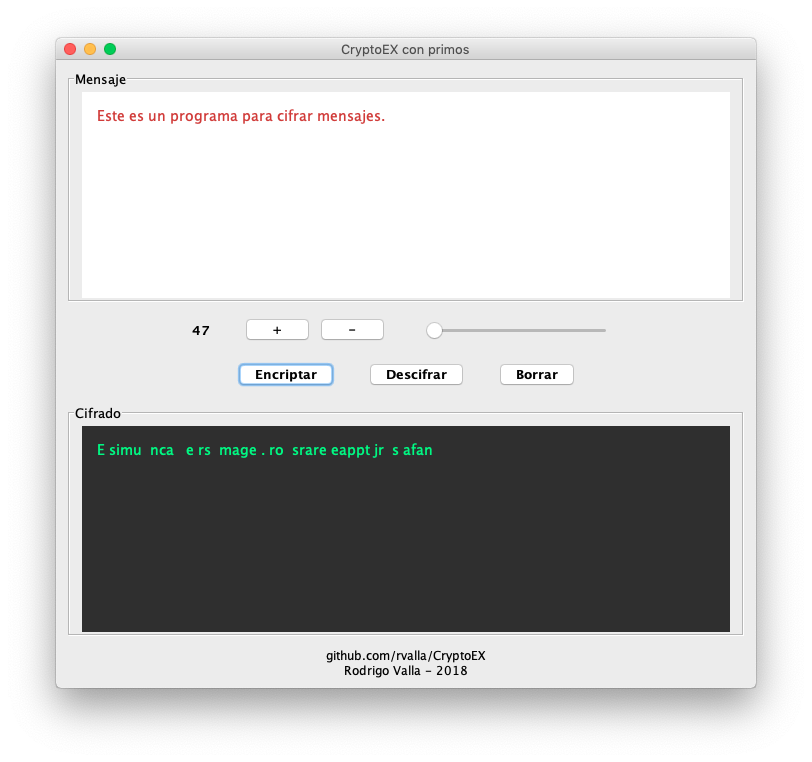 CryptoEX con primos
Mensaje
Este es un programa para cifrar mensajes.
47 + -
Encriptar Descifrar Borrar
Cifrado
E simu  nca   e rs  mage . ro  srare eappt jr  s afan
github.com/rvalla/CryptoEX
Rodrigo Valla - 2018